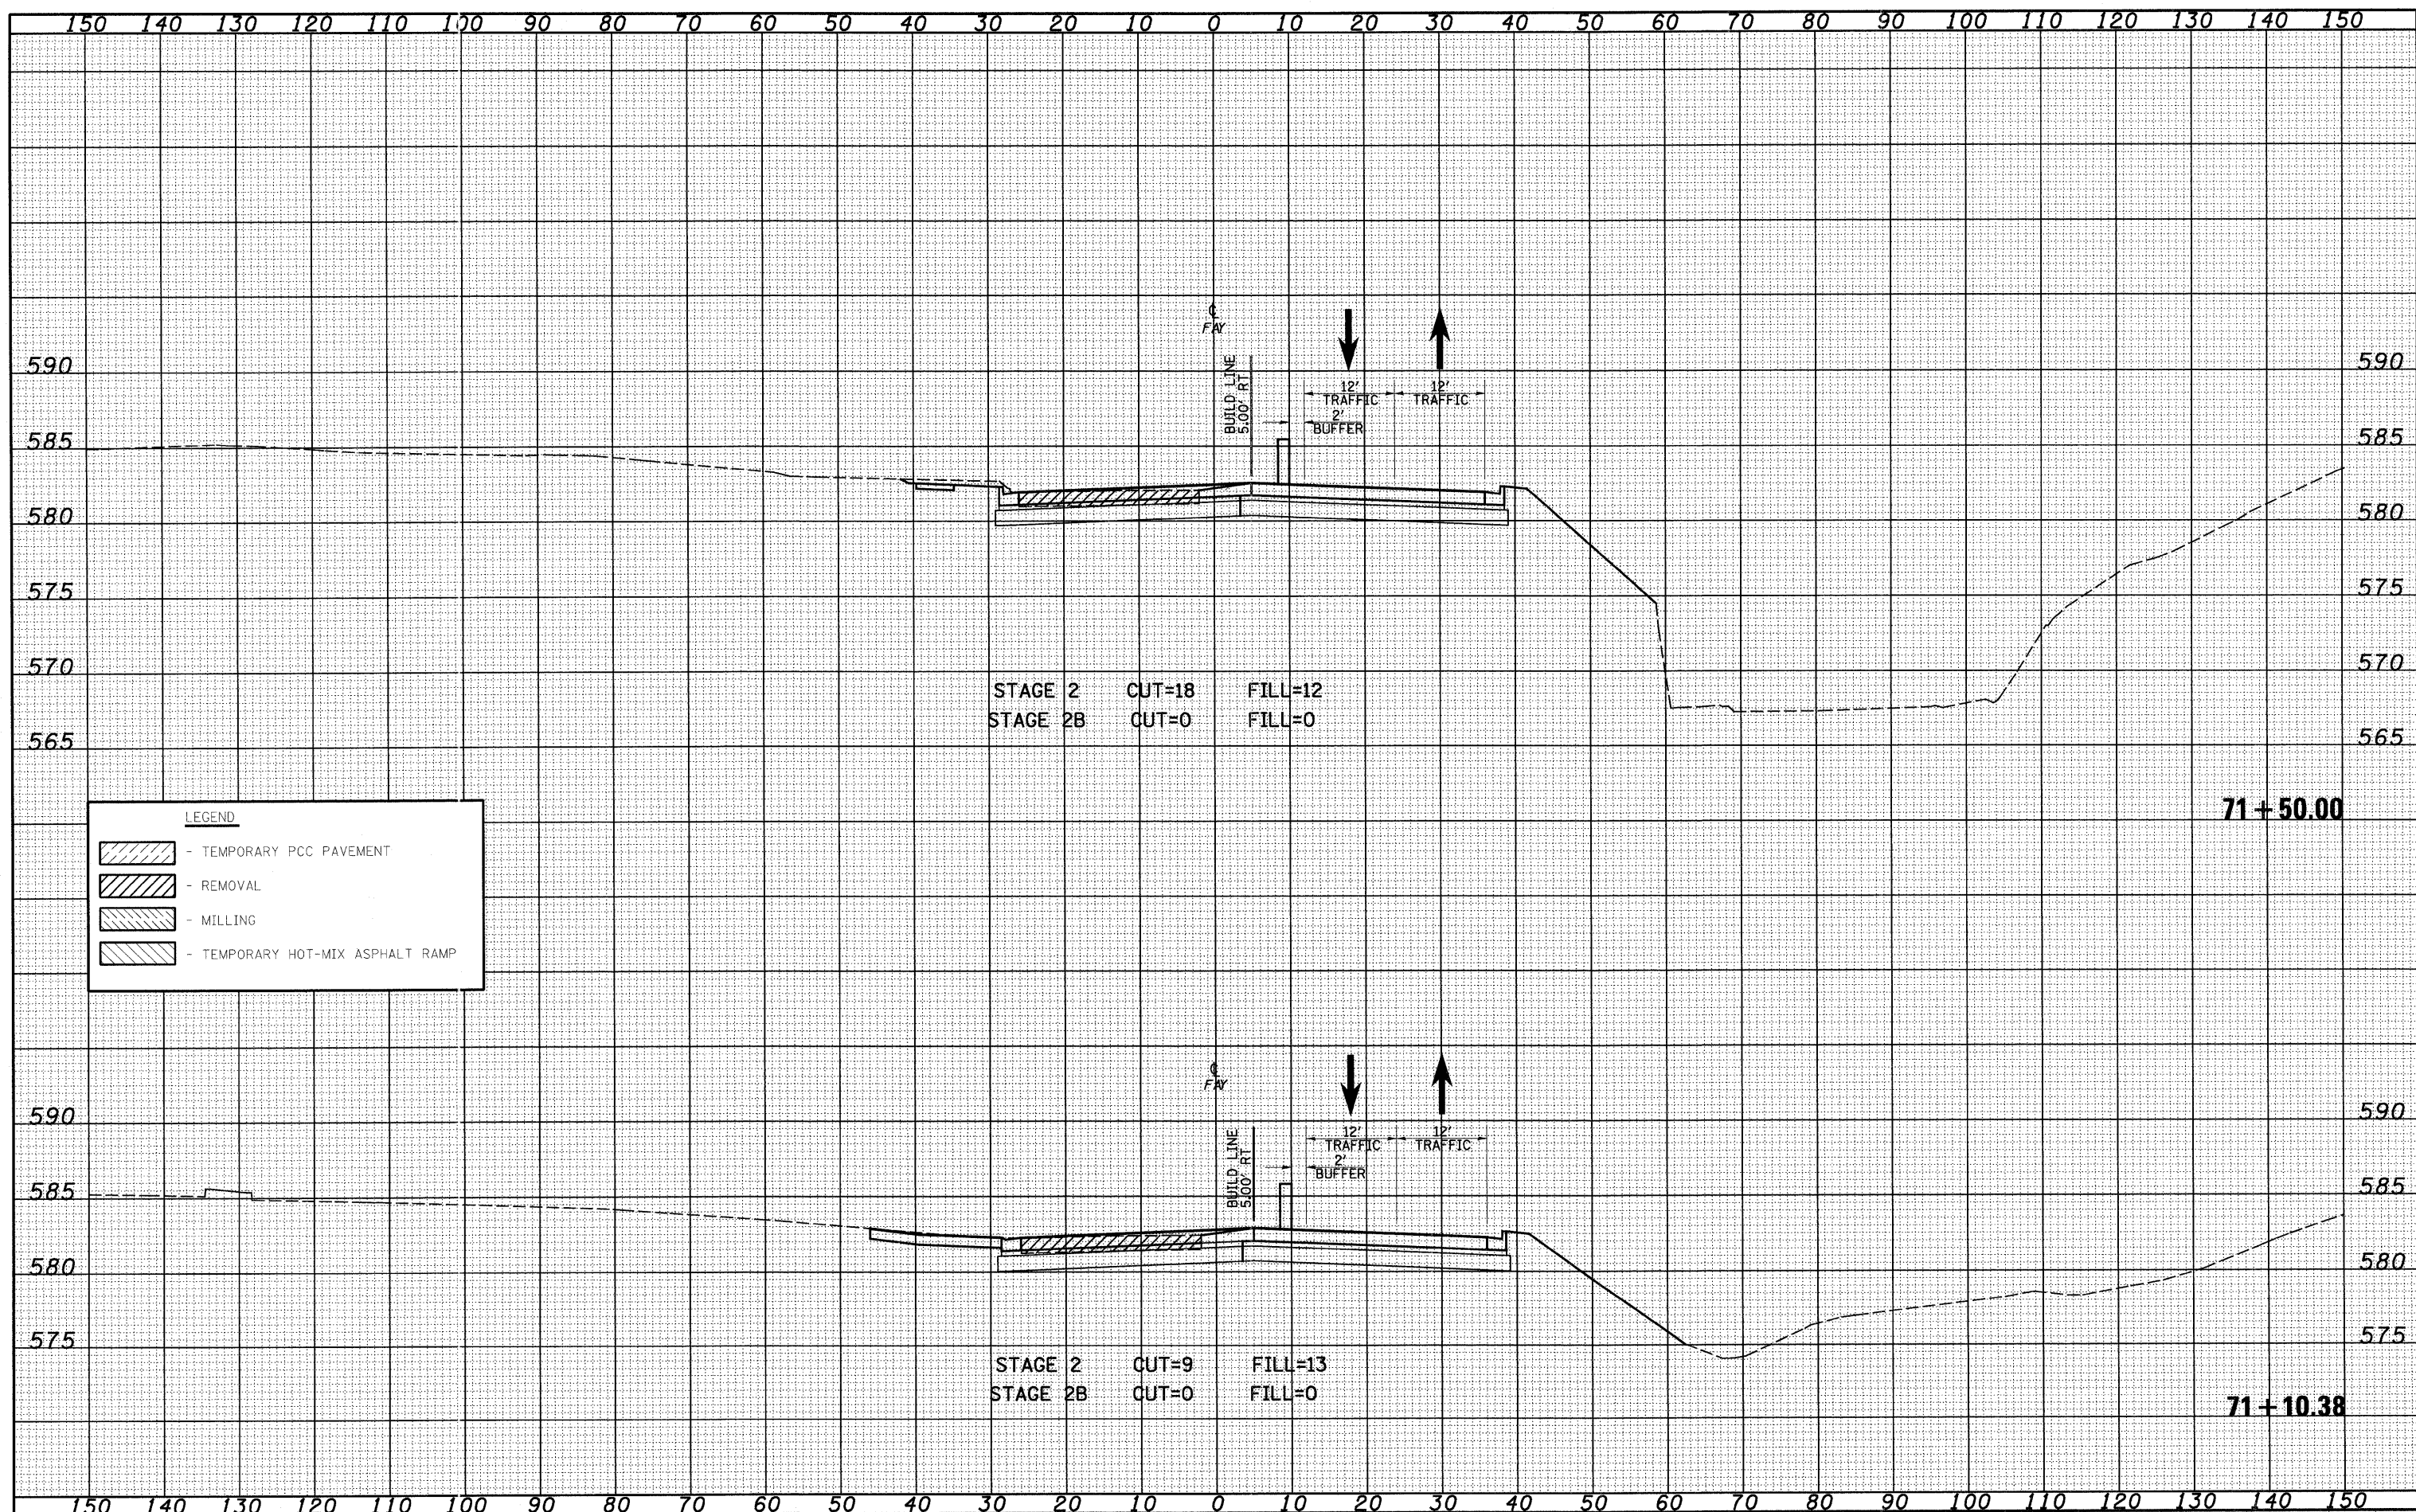 150 140 130 120 110 100 90 80 70 60 50 40 30 20 10 0 10 20 30 40 50 60 70 80 90 100 110 120 130 140 150
℄
FAY
BUILD LINE
5.00' RT
590 590
12' 12'
TRAFFIC TRAFFIC
2'
BUFFER
585 585
580 580
575 575
570 570
STAGE 2 CUT=18 FILL=12
STAGE 2B CUT=0 FILL=0
565 565
71+50.00
LEGEND
- TEMPORARY PCC PAVEMENT
- REMOVAL
- MILLING
- TEMPORARY HOT-MIX ASPHALT RAMP
℄
FAY
BUILD LINE
5.00' RT
590 590
12' 12'
TRAFFIC TRAFFIC
2'
BUFFER
585 585
580 580
575 575
STAGE 2 CUT=9 FILL=13
STAGE 2B CUT=0 FILL=0
71+10.38
150 140 130 120 110 100 90 80 70 60 50 40 30 20 10 0 10 20 30 40 50 60 70 80 90 100 110 120 130 140 150